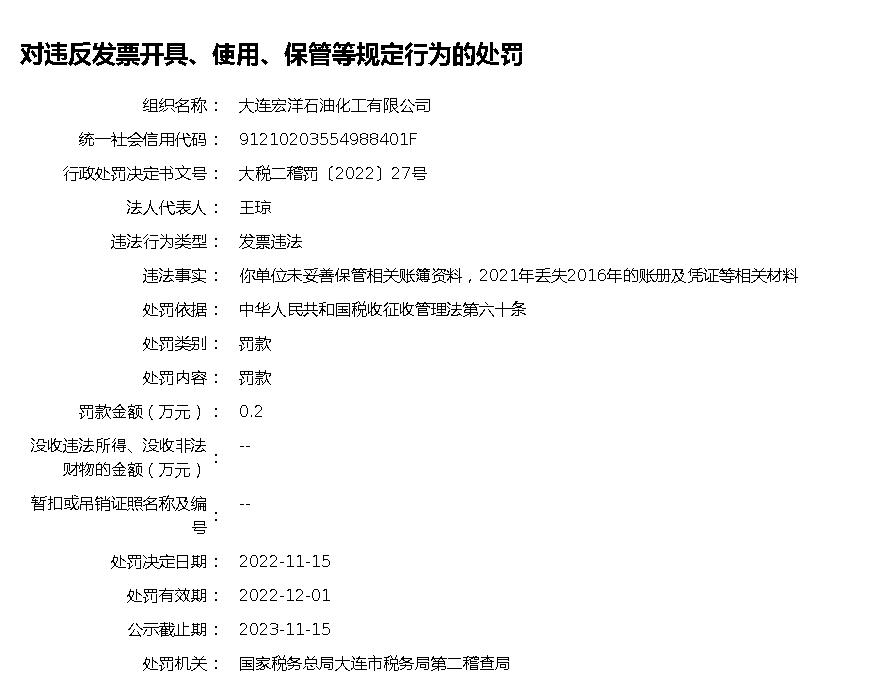 对违反发票开具、使用、保管等规定行为的处罚
组织名称： 大连宏洋石油化工有限公司
统一社会信用代码： 91210203554988401F
行政处罚决定书文号： 大税二稽罚〔2022〕27号
法人代表人： 王琼
违法行为类型： 发票违法
违法事实： 你单位未妥善保管相关账簿资料，2021年丢失2016年的账册及凭证等相关材料
处罚依据： 中华人民共和国税收征收管理法第六十条
处罚类别： 罚款
处罚内容： 罚款
罚款金额（万元）： 0.2
没收违法所得、没收非法
财物的金额（万元）： --
暂扣或吊销证照名称及编
号： --
处罚决定日期： 2022-11-15
处罚有效期： 2022-12-01
公示截止期： 2023-11-15
处罚机关： 国家税务总局大连市税务局第二稽查局